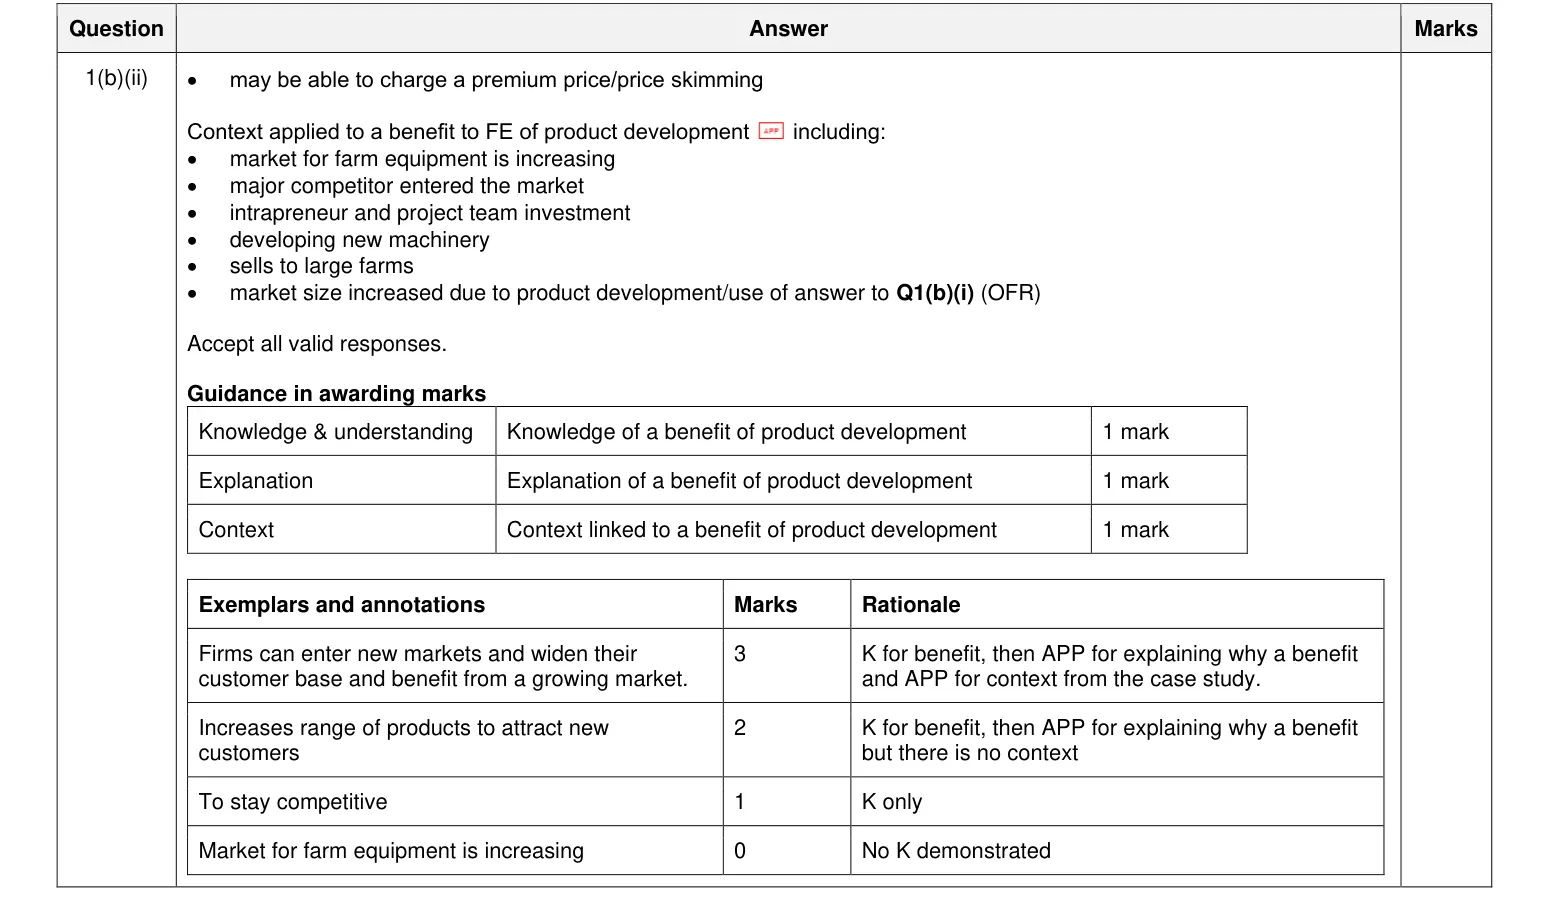 Question Answer Marks
1(b)(ii) • may be able to charge a premium price/price skimming
Context applied to a benefit to FE of product development APP including:
• market for farm equipment is increasing
• major competitor entered the market
• intrapreneur and project team investment
• developing new machinery
• sells to large farms
• market size increased due to product development/use of answer to Q1(b)(i) (OFR)
Accept all valid responses.
Guidance in awarding marks
Knowledge & understanding Knowledge of a benefit of product development 1 mark
Explanation Explanation of a benefit of product development 1 mark
Context Context linked to a benefit of product development 1 mark
Exemplars and annotations Marks Rationale
Firms can enter new markets and widen their 3 K for benefit, then APP for explaining why a benefit
customer base and benefit from a growing market. and APP for context from the case study.
Increases range of products to attract new 2 K for benefit, then APP for explaining why a benefit
customers but there is no context
To stay competitive 1 K only
Market for farm equipment is increasing 0 No K demonstrated